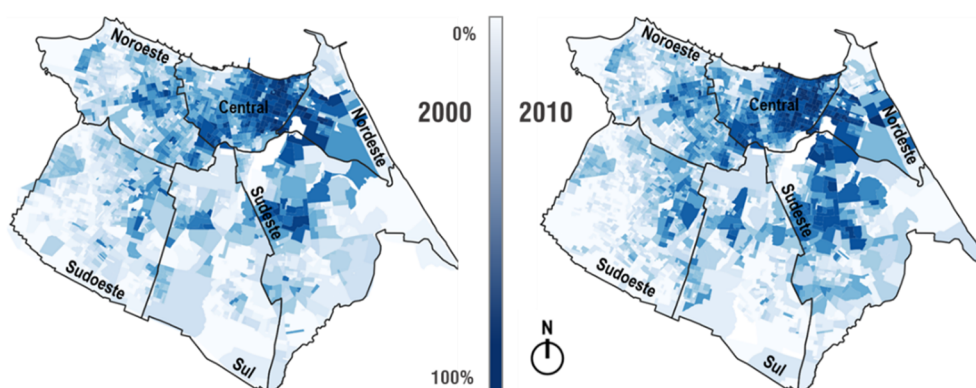 Noroeste
Central
Nordeste
Sudeste
Sudoeste
Sul
0%
2000
2010
100%
N
Noroeste
Central
Nordeste
Sudeste
Sudoeste
Sul